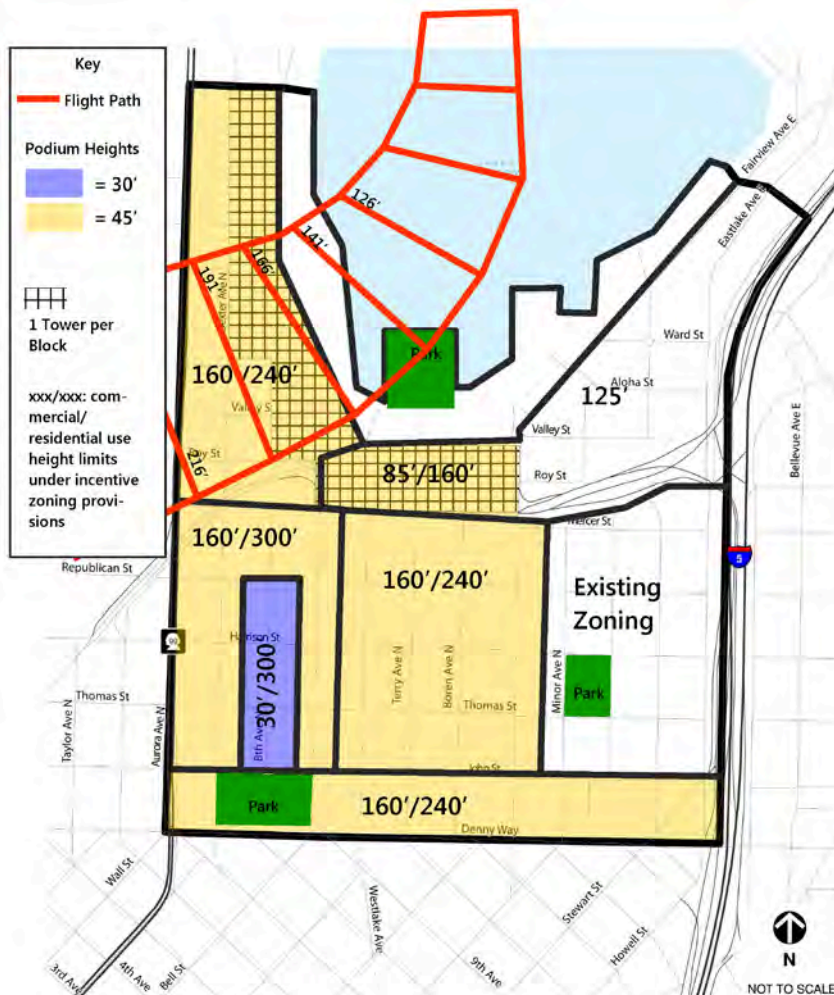 Key
Flight Path
Podium Heights
= 30'
= 45'
1 Tower per
Block
xxx/xxx: com-
mercial/
residential use
height limits
under incentive
zoning provi-
sions
Fairview Ave E
Eastlake Ave E
126'
141'
166'
191'
216'
Ward St
Park
Aloha St
160'/240'
125'
Valley St
Bellevue Ave E
Roy St
85'/160'
Mercer St
160'/300'
5
Republican St
160'/240'
Existing
Zoning
99
Harrison St
30'/300'
Terry Ave N
Boren Ave N
Minor Ave N
Park
Thomas St
Thomas St
Taylor Ave N
Aurora Ave N
8th Ave N
John St
Park
160'/240'
Denny Way
Wall St
Westlake Ave
Stewart St
Howell St
3rd Ave
4th Ave
Bell St
9th Ave
N
NOT TO SCALE